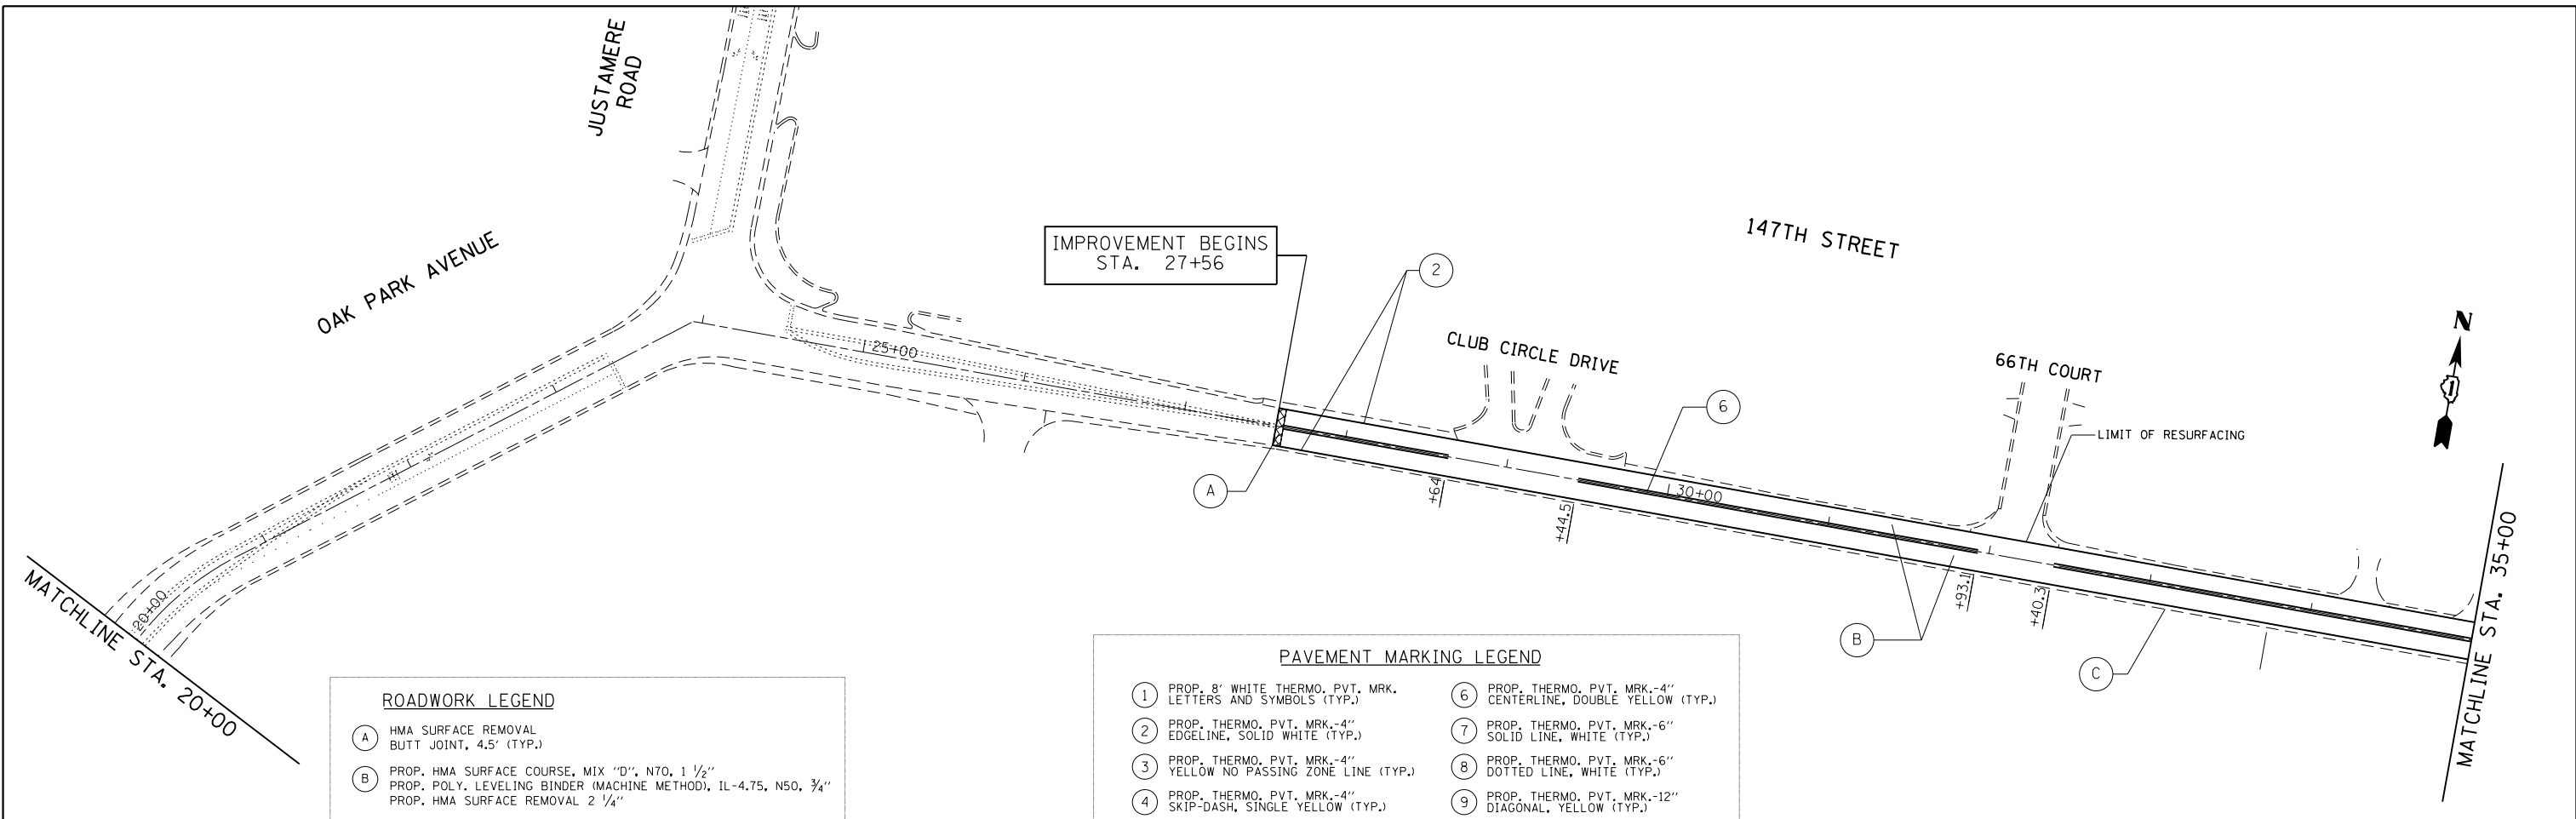 JUSTAMERE
ROAD
OAK PARK AVENUE
IMPROVEMENT BEGINS
STA. 27+56
2
147TH STREET
CLUB CIRCLE DRIVE
66TH COURT
N
1
6
LIMIT OF RESURFACING
25+00
30+00
A
+64
+44.5
+93.1
+40.3
B
C
20+00
MATCHLINE STA. 20+00
MATCHLINE STA. 35+00
ROADWORK LEGEND
A HMA SURFACE REMOVAL
BUTT JOINT, 4.5' (TYP.)
B PROP. HMA SURFACE COURSE, MIX "D", N70, 1 1/2"
PROP. POLY. LEVELING BINDER (MACHINE METHOD), IL-4.75, N50, 3/4"
PROP. HMA SURFACE REMOVAL 2 1/4"
PAVEMENT MARKING LEGEND
1 PROP. 8' WHITE THERMO. PVT. MRK.
LETTERS AND SYMBOLS (TYP.)
2 PROP. THERMO. PVT. MRK.-4"
EDGELINE, SOLID WHITE (TYP.)
3 PROP. THERMO. PVT. MRK.-4"
YELLOW NO PASSING ZONE LINE (TYP.)
4 PROP. THERMO. PVT. MRK.-4"
SKIP-DASH, SINGLE YELLOW (TYP.)
6 PROP. THERMO. PVT. MRK.-4"
CENTERLINE, DOUBLE YELLOW (TYP.)
7 PROP. THERMO. PVT. MRK.-6"
SOLID LINE, WHITE (TYP.)
8 PROP. THERMO. PVT. MRK.-6"
DOTTED LINE, WHITE (TYP.)
9 PROP. THERMO. PVT. MRK.-12"
DIAGONAL, YELLOW (TYP.)